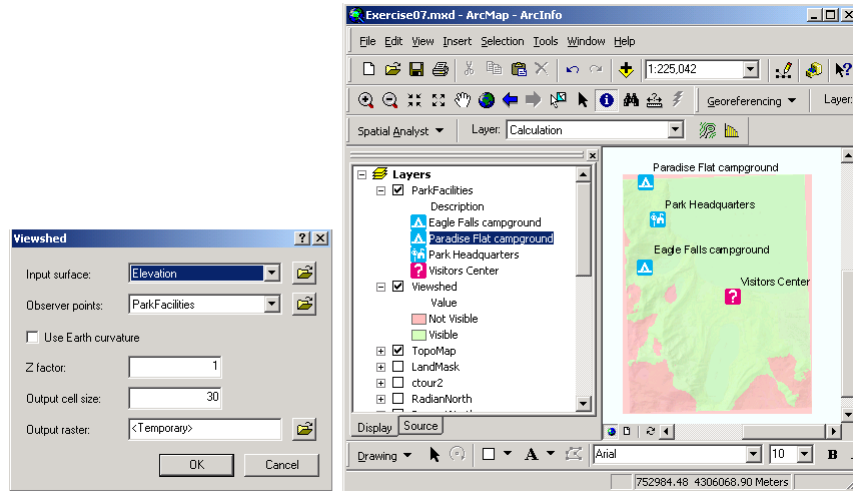 Viewshed
Input surface: Elevation
Observer points: ParkFacilities
Use Earth curvature
Z factor: 1
Output cell size: 30
Output raster: <Temporary>
OK Cancel
Exercise07.mxd - ArcMap - ArcInfo
File Edit View Insert Selection Tools Window Help
1:225,042
Georeferencing Layer:
Spatial Analyst Layer: Calculation
Layers
ParkFacilities
Description
Eagle Falls campground
Paradise Flat campground
Park Headquarters
Visitors Center
Viewshed
Value
Not Visible
Visible
TopoMap
LandMask
ctour2
RadianNorth
Display Source
Paradise Flat campground
Park Headquarters
Eagle Falls campground
Visitors Center
Drawing A Arial 10 B
752984.48 4306068.90 Meters